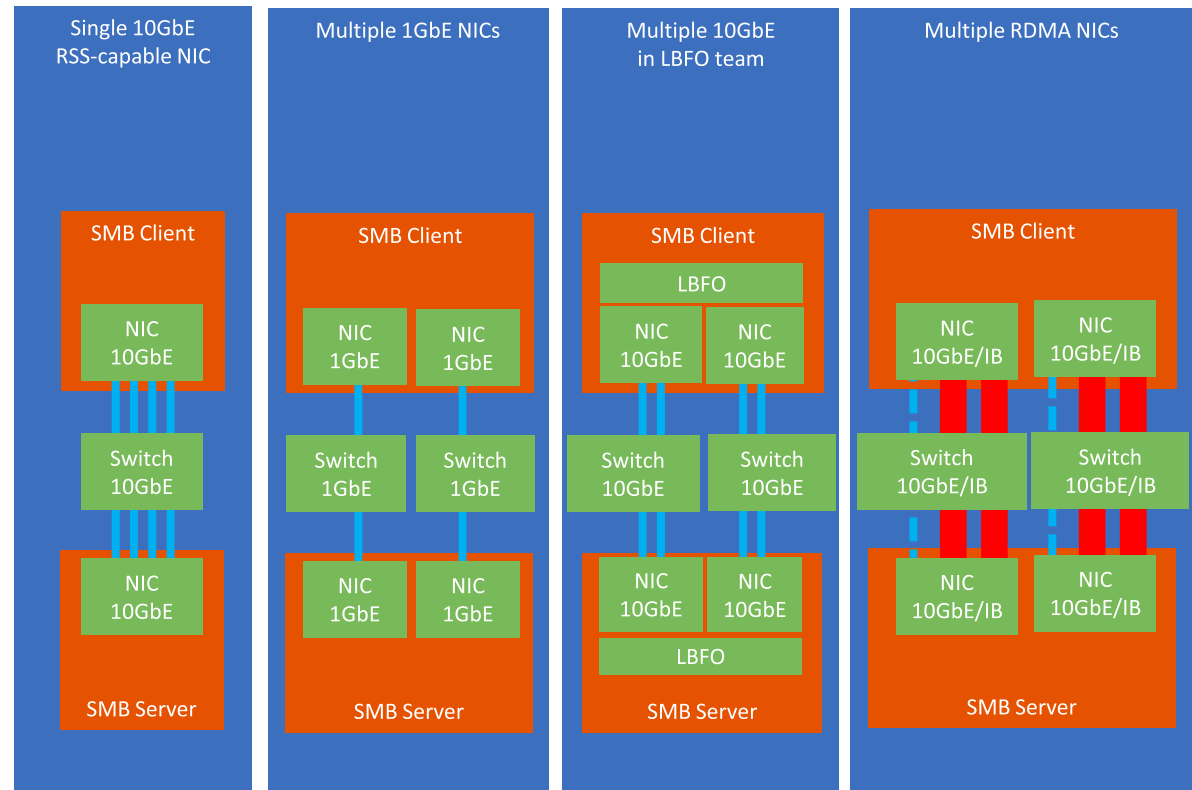 Single 10GbE
RSS-capable NIC
SMB Client
NIC
10GbE
Switch
10GbE
NIC
10GbE
SMB Server
Multiple 1GbE NICs
SMB Client
NIC
1GbE
NIC
1GbE
Switch
1GbE
Switch
1GbE
NIC
1GbE
NIC
1GbE
SMB Server
Multiple 10GbE
in LBFO team
SMB Client
LBFO
NIC
10GbE
NIC
10GbE
Switch
10GbE
Switch
10GbE
NIC
10GbE
NIC
10GbE
LBFO
SMB Server
Multiple RDMA NICs
SMB Client
NIC
10GbE/IB
NIC
10GbE/IB
Switch
10GbE/IB
Switch
10GbE/IB
NIC
10GbE/IB
NIC
10GbE/IB
SMB Server